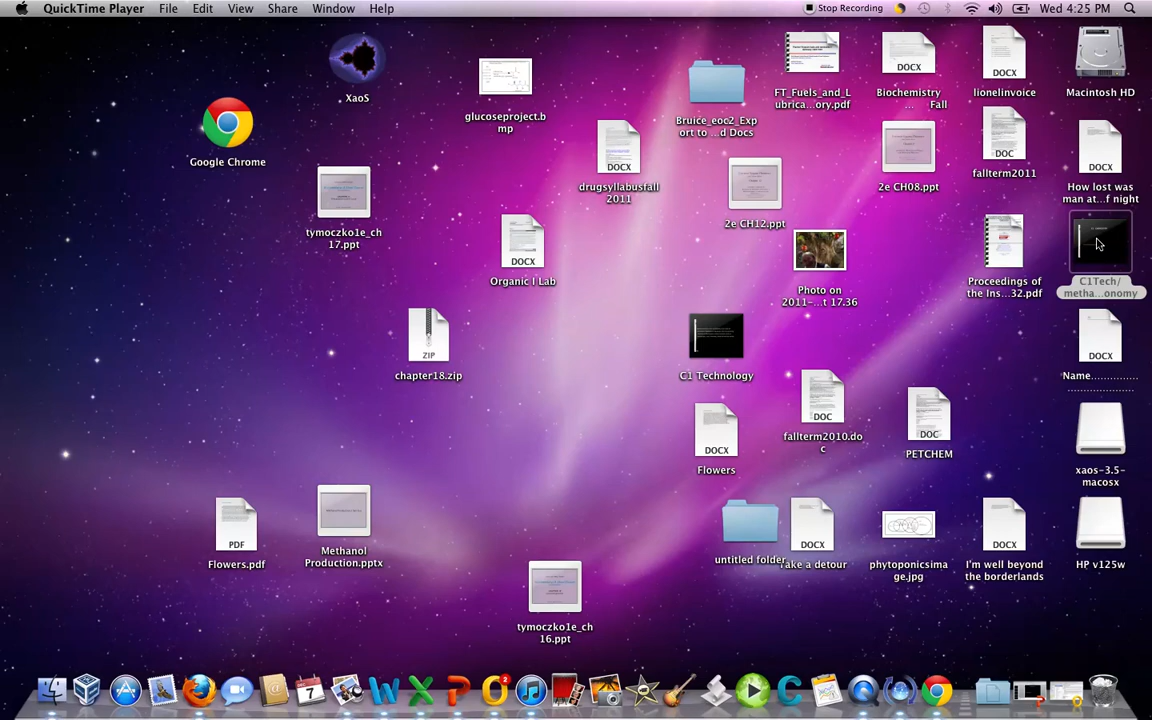 QuickTime Player File Edit View Share Window Help Stop Recording Wed 4:25 PM
XaoS
Google Chrome
glucoseproject.b
mp
Bruice_eoc2_Exp
ort to ...d Docs
FT_Fuels_and_L
ubrica...ory.pdf
Biochemistry
... Fall
lionelinvoice
Macintosh HD
DOCX
DOCX
drugsyllabusfall
2011
DOC
fallterm2011
DOCX
How lost was
man at...f night
tymoczko1e_ch
17.ppt
2e CH12.ppt
2e CH08.ppt
DOCX
Organic I Lab
Photo on
2011-...t 17.36
Proceedings of
the Ins...32.pdf
C1Tech/
metha...onomy
ZIP
chapter18.zip
C1 Technology
DOCX
Name...............
......................
DOC
fallterm2010.do
c
DOC
PETCHEM
DOCX
Flowers
xaos-3.5-
macosx
PDF
Flowers.pdf
Methanol
Production.pptx
untitled folder
DOCX
Take a detour
phytoponicsima
ge.jpg
DOCX
I'm well beyond
the borderlands
HP v125w
tymoczko1e_ch
16.ppt
7
2